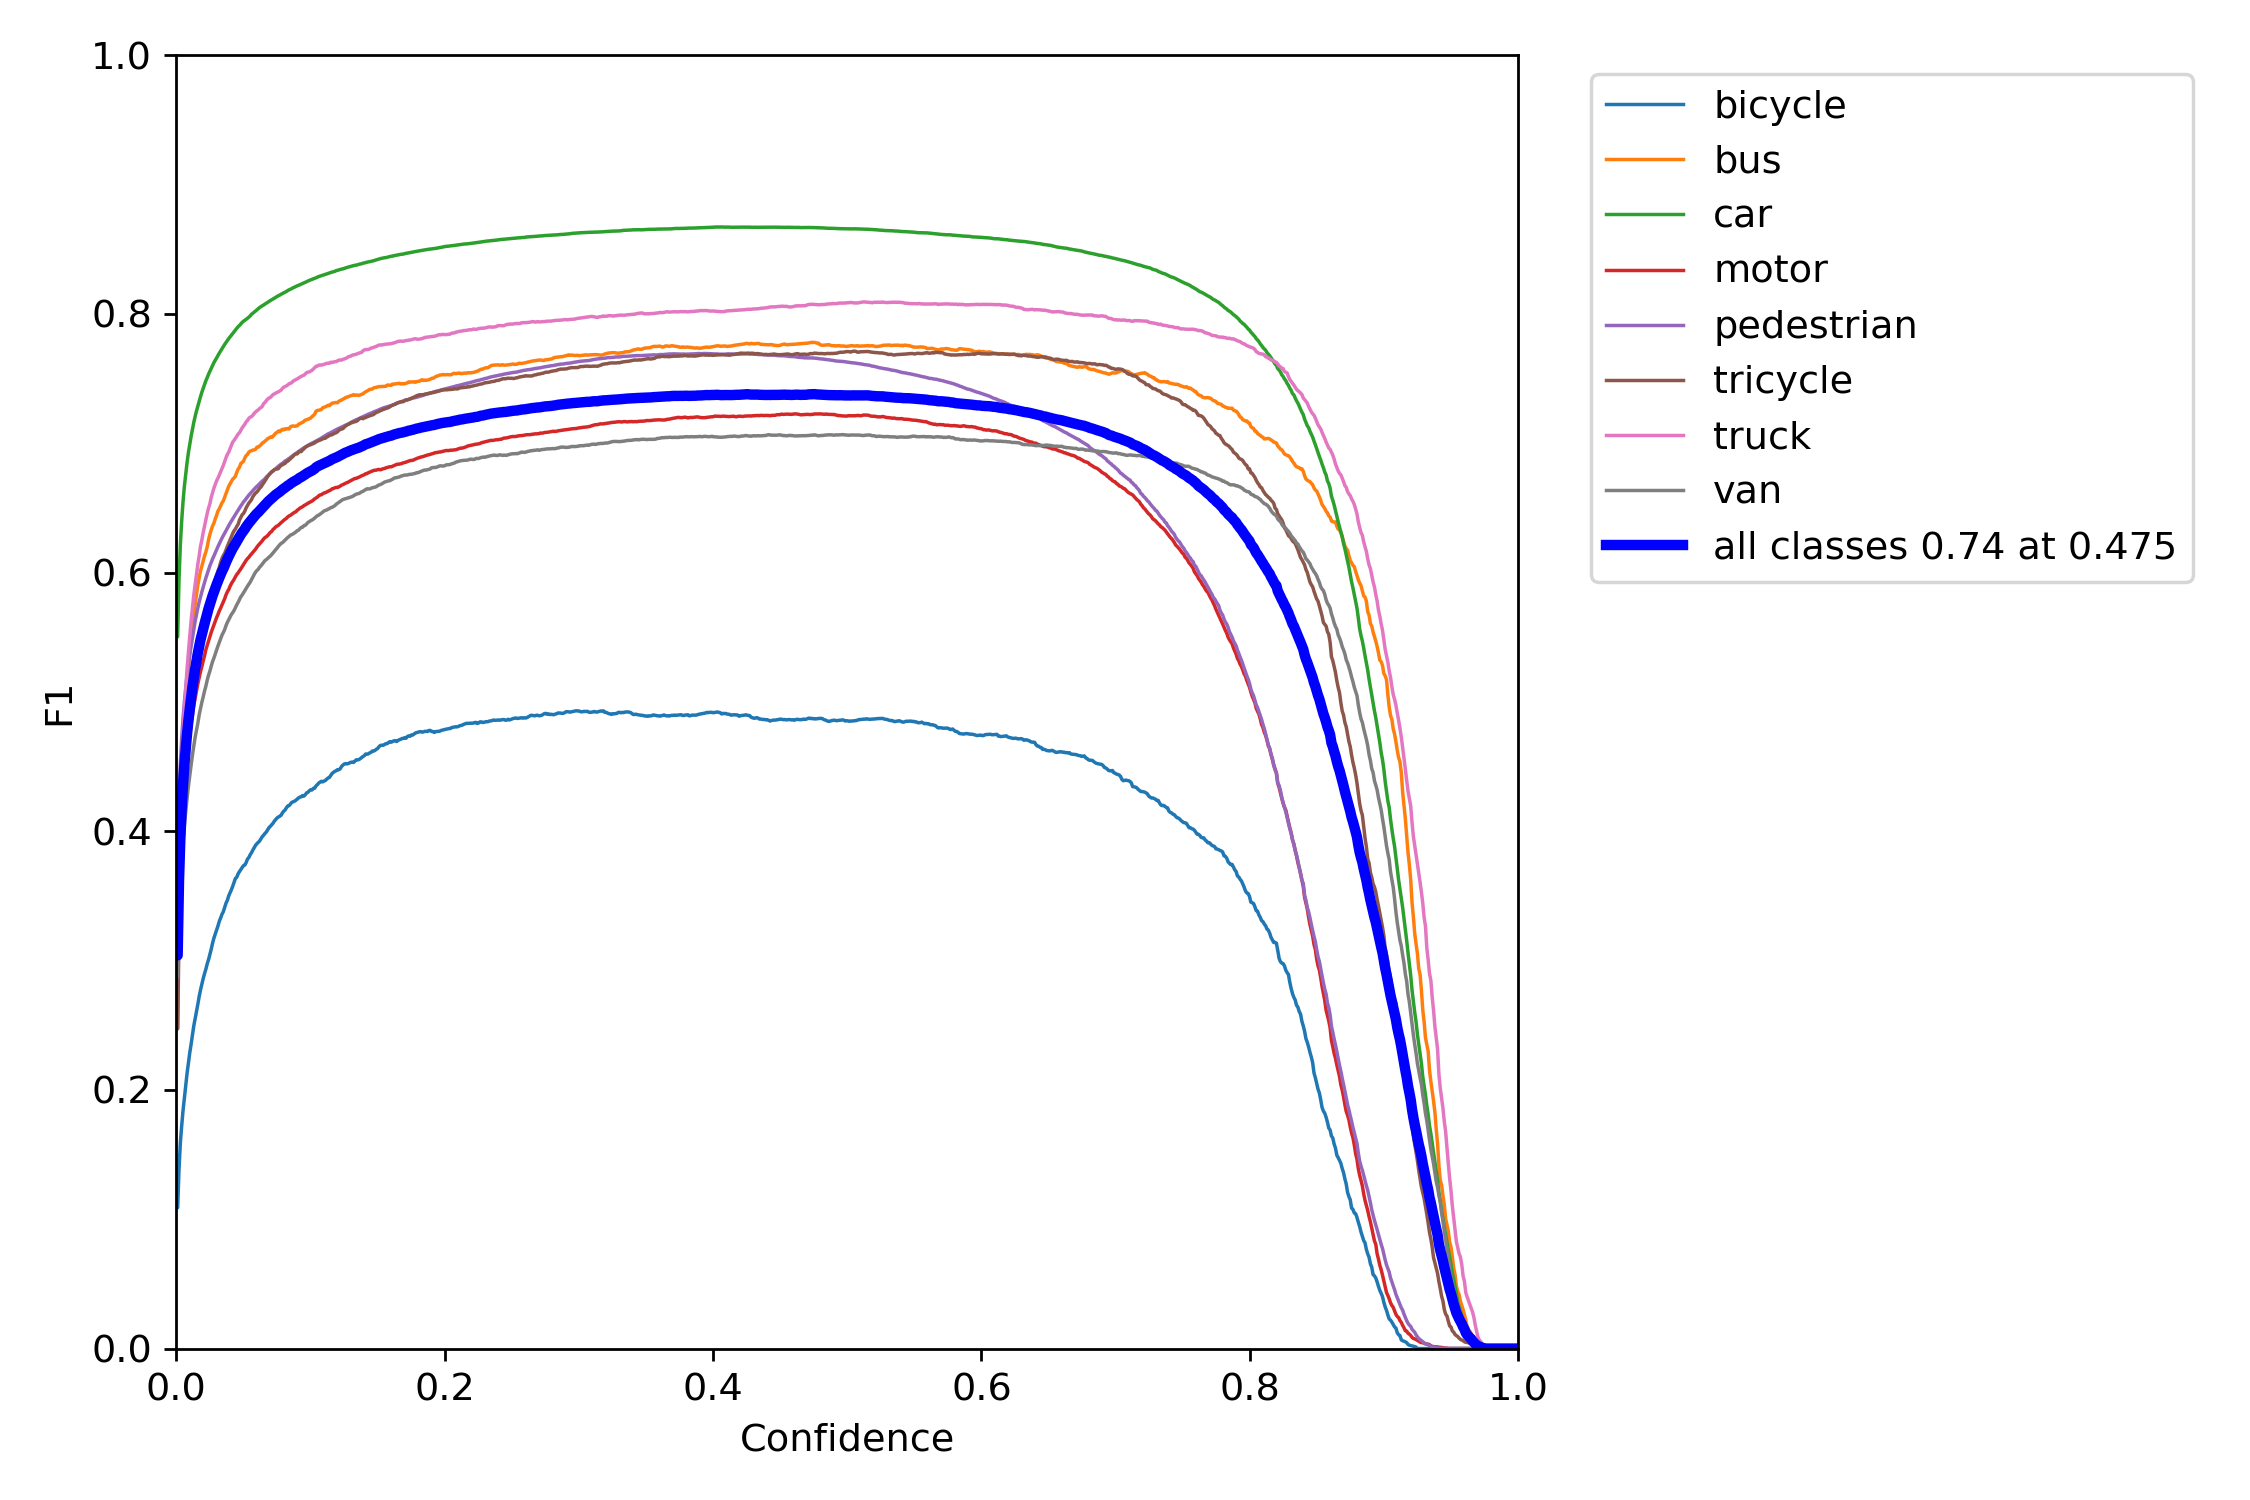 1.0
0.8
0.6
0.4
0.2
0.0
F1
0.0 0.2 0.4 0.6 0.8 1.0
Confidence
bicycle
bus
car
motor
pedestrian
tricycle
truck
van
all classes 0.74 at 0.475